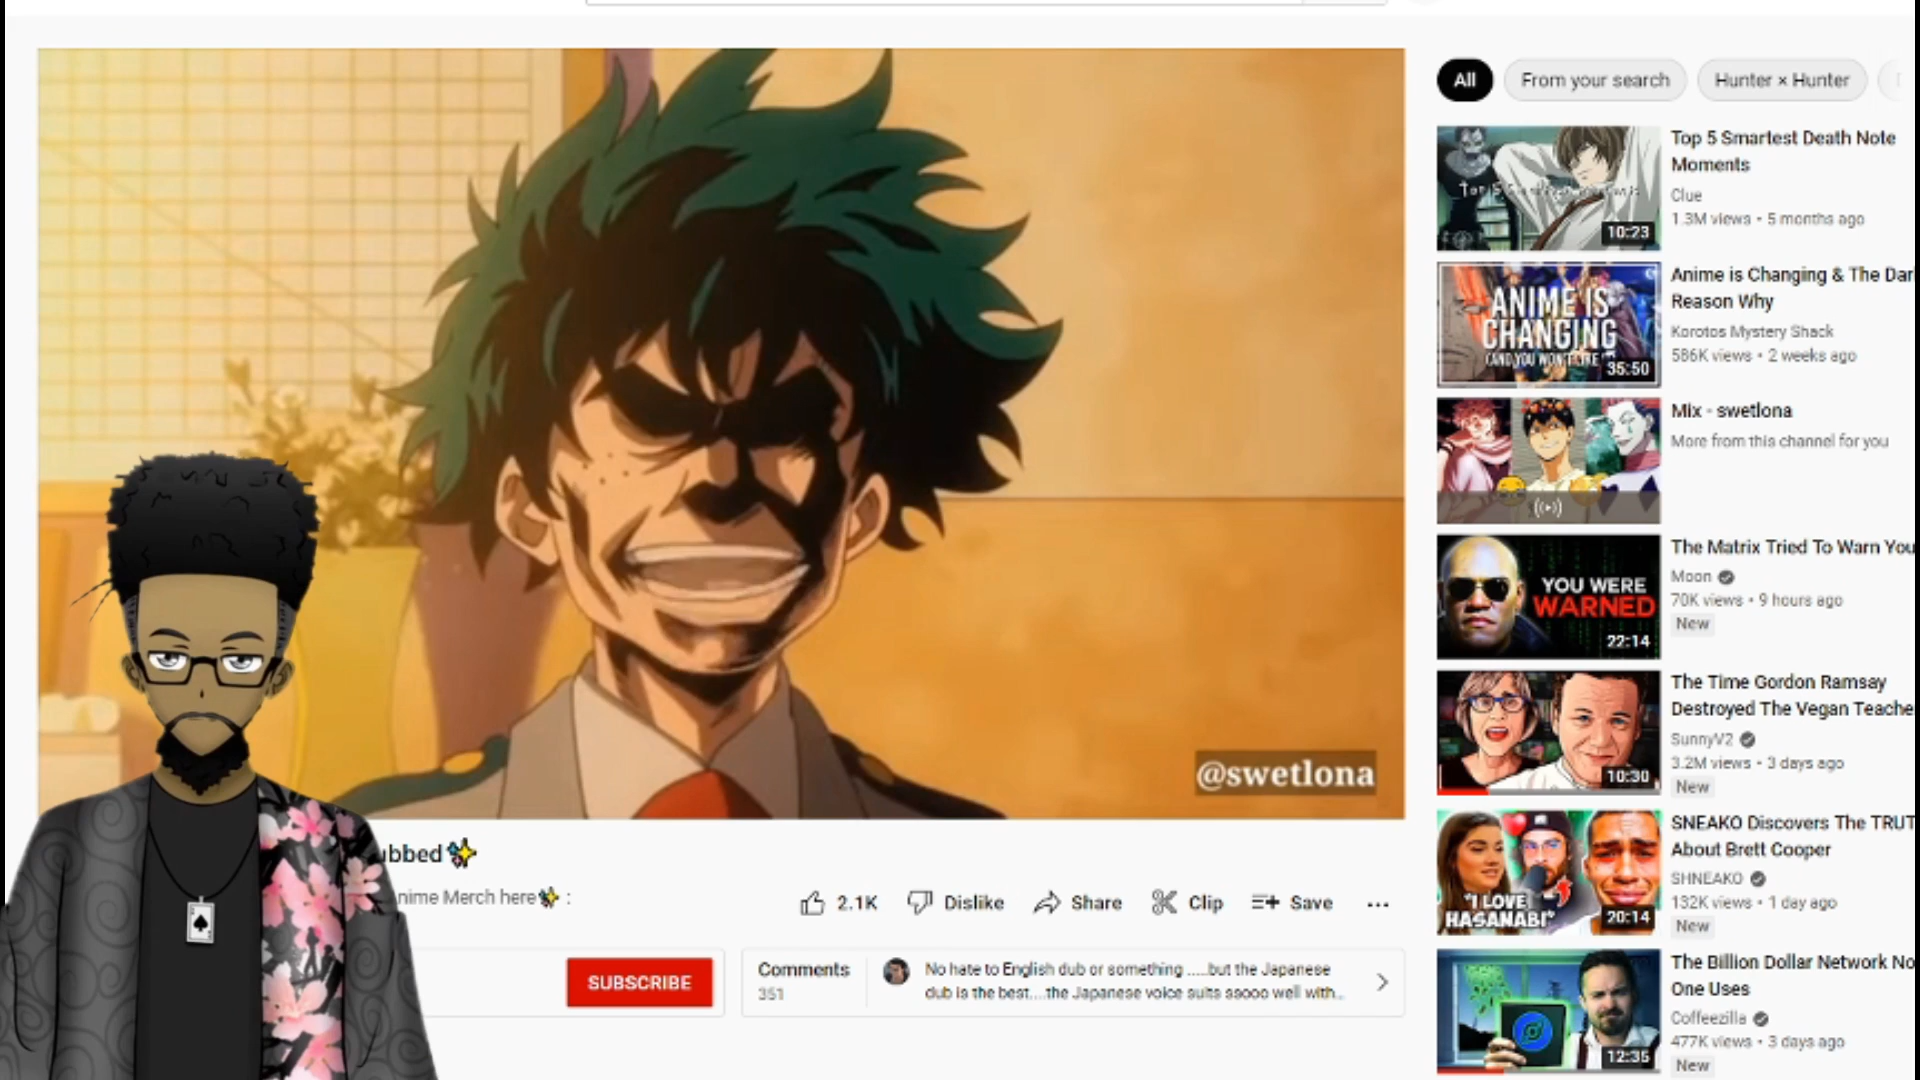 All
From your search
Hunter × Hunter
@swetlona
ubbed✨
nime Merch here✨ :
2.1K
Dislike
Share
Clip
Save
...
SUBSCRIBE
Comments
351
No hate to English dub or something .....but the Japanese
dub is the best....the Japanese voice suits ssooo well with...
10:23
Top 5 Smartest Death Note
Moments
Clue
1.3M views • 5 months ago
ANIME IS
CHANGING
35:50
Anime is Changing & The Dar
Reason Why
Korotos Mystery Shack
586K views • 2 weeks ago
Mix - swetlona
More from this channel for you
YOU WERE
WARNED
22:14
The Matrix Tried To Warn You
Moon
70K views • 9 hours ago
New
10:30
The Time Gordon Ramsay
Destroyed The Vegan Teache
SunnyV2
3.2M views • 3 days ago
New
"I LOVE
HASANABI"
20:14
SNEAKO Discovers The TRUT
About Brett Cooper
SHNEAKO
132K views • 1 day ago
New
12:35
The Billion Dollar Network No
One Uses
Coffeezilla
477K views • 3 days ago
New